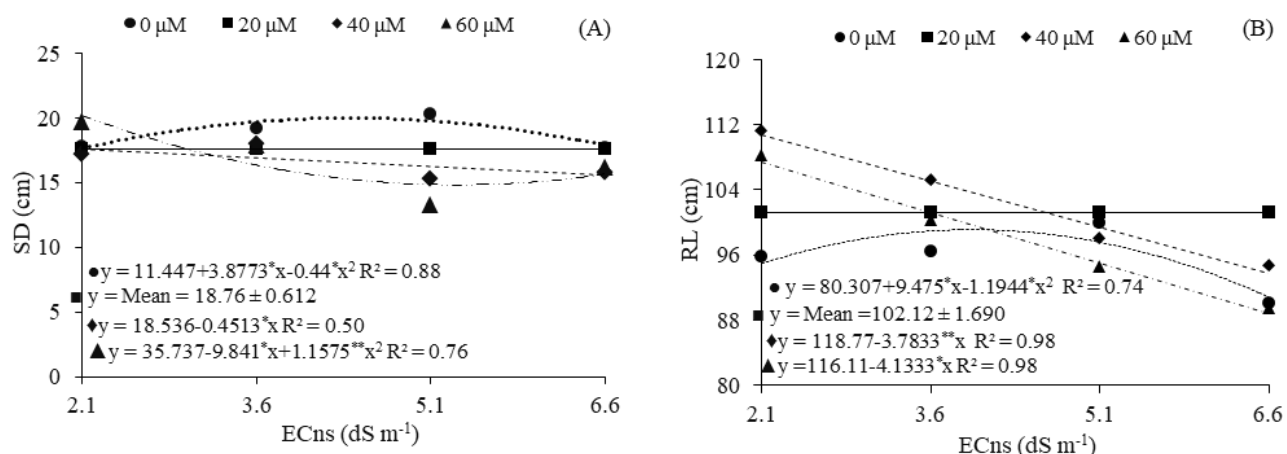 ● 0 µM ■ 20 µM ◆ 40 µM ▲ 60 µM (A)
25
20
15
10
5
0
SD (cm)
●y = 11.447+3.8773*x-0.44*x² R² = 0.88
■y = Mean = 18.76 ± 0.612
◆y = 18.536-0.4513*x R² = 0.50
▲y = 35.737-9.841*x+1.1575**x² R² = 0.76
2.1 3.6 5.1 6.6
ECns (dS m⁻¹)
● 0 µM ■ 20 µM ◆ 40 µM ▲ 60 µM (B)
120
112
104
96
88
80
RL (cm)
● y = 80.307+9.475*x-1.1944*x² R² = 0.74
■ y = Mean =102.12 ± 1.690
◆ y = 118.77-3.7833**x R² = 0.98
▲ y =116.11-4.1333*x R² = 0.98
2.1 3.6 5.1 6.6
ECns (dS m⁻¹)